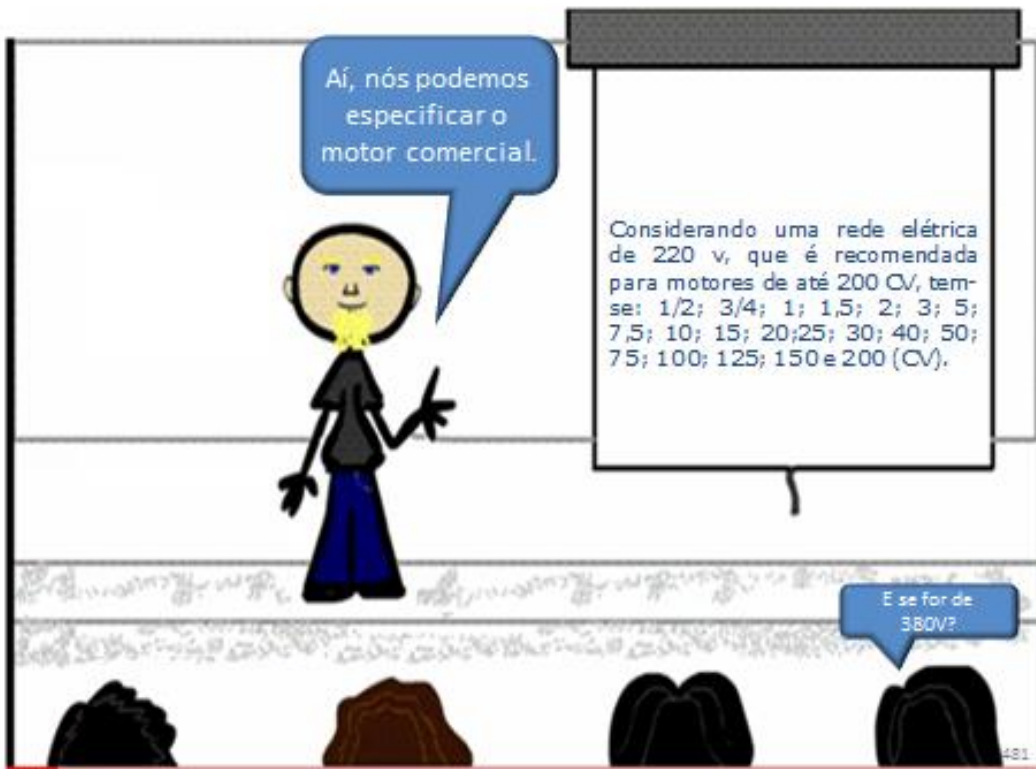 Aí, nós podemos
especificar o
motor comercial.
Considerando uma rede elétrica
de 220 v, que é recomendada
para motores de até 200 CV, tem-
se: 1/2; 3/4; 1; 1,5; 2; 3; 5;
7,5; 10; 15; 20;25; 30; 40; 50;
75; 100; 125; 150 e 200 (CV).
E se for de
380V?
481